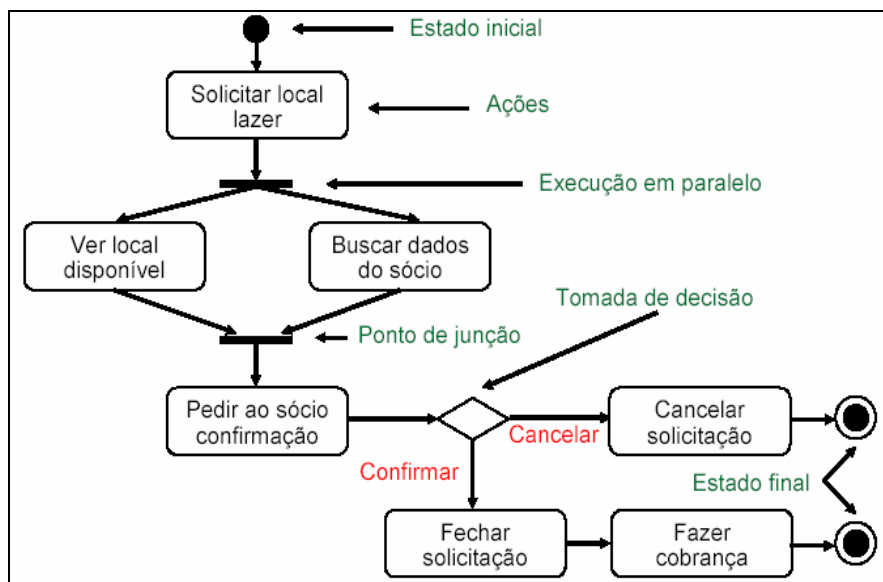 Estado inicial
Solicitar local
lazer
Ações
Execução em paralelo
Ver local
disponível
Buscar dados
do sócio
Tomada de decisão
Ponto de junção
Pedir ao sócio
confirmação
Cancelar
Cancelar
solicitação
Confirmar
Estado final
Fechar
solicitação
Fazer
cobrança